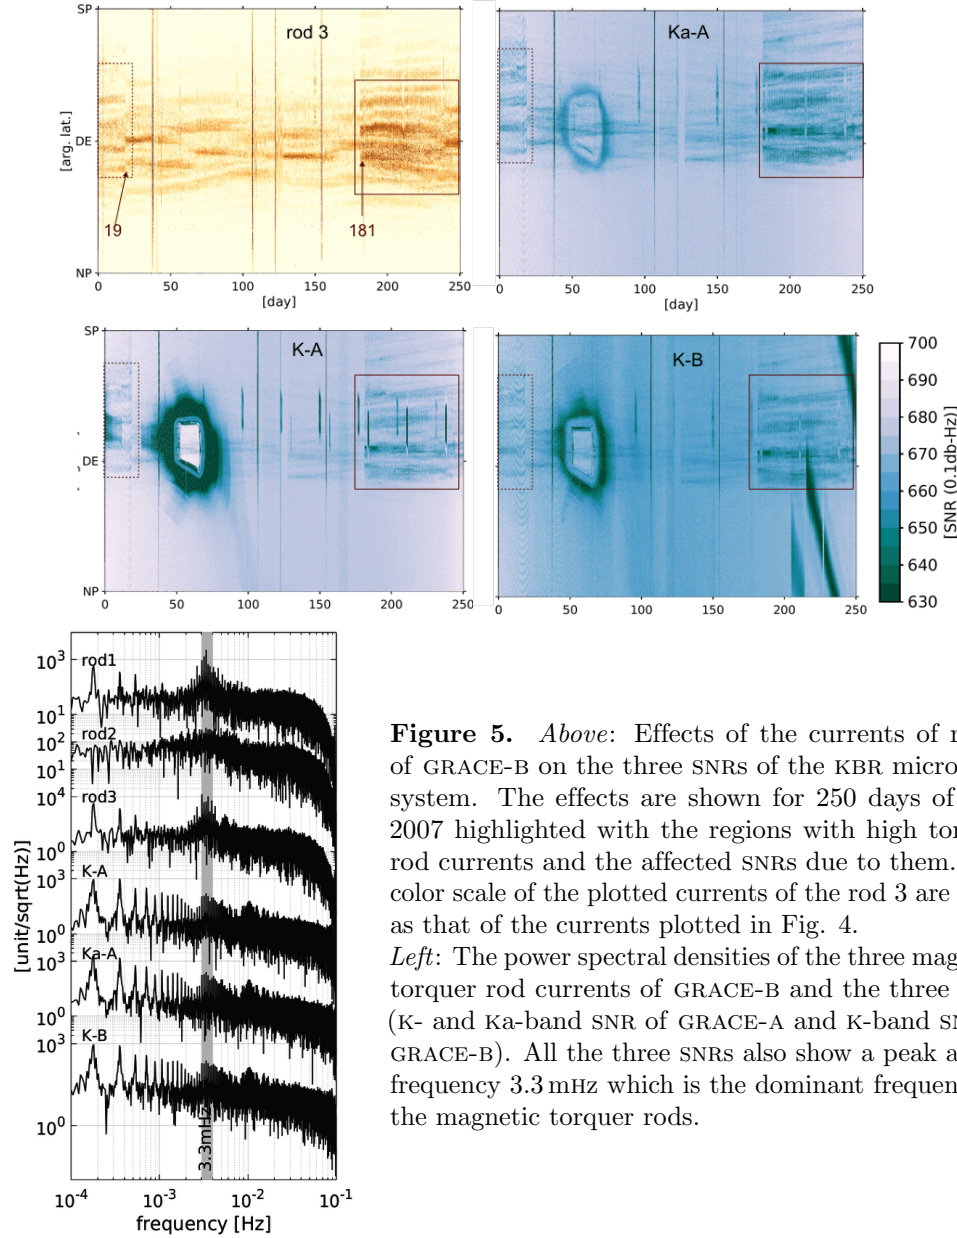 SP
rod 3
[arg. lat.]
DE
19
181
NP
0 50 100 150 200 250
[day]
Ka-A
0 50 100 150 200 250
[day]
SP
K-A
DE
NP
0 50 100 150 200 250
K-B
0 50 100 150 200 250
700
690
680
670
660
650
640
630
[SNR (0.1db-Hz)]
10³
rod1
10¹
rod2
10²
10¹
10⁴
rod3
10⁰
K-A
10³
10⁰
Ka-A
10³
10⁰
K-B
10³
10⁰
3.3mHz
[unit/sqrt(Hz)]
10⁻⁴ 10⁻³ 10⁻² 10⁻¹
frequency [Hz]
Figure 5. Above: Effects of the currents of
of GRACE-B on the three SNRs of the KBR micro
system. The effects are shown for 250 days of
2007 highlighted with the regions with high tor
rod currents and the affected SNRs due to them.
color scale of the plotted currents of the rod 3 are
as that of the currents plotted in Fig. 4.
Left: The power spectral densities of the three mag
torquer rod currents of GRACE-B and the three
(K- and Ka-band SNR of GRACE-A and K-band
GRACE-B). All the three SNRs also show a peak
frequency 3.3 mHz which is the dominant frequen
the magnetic torquer rods.